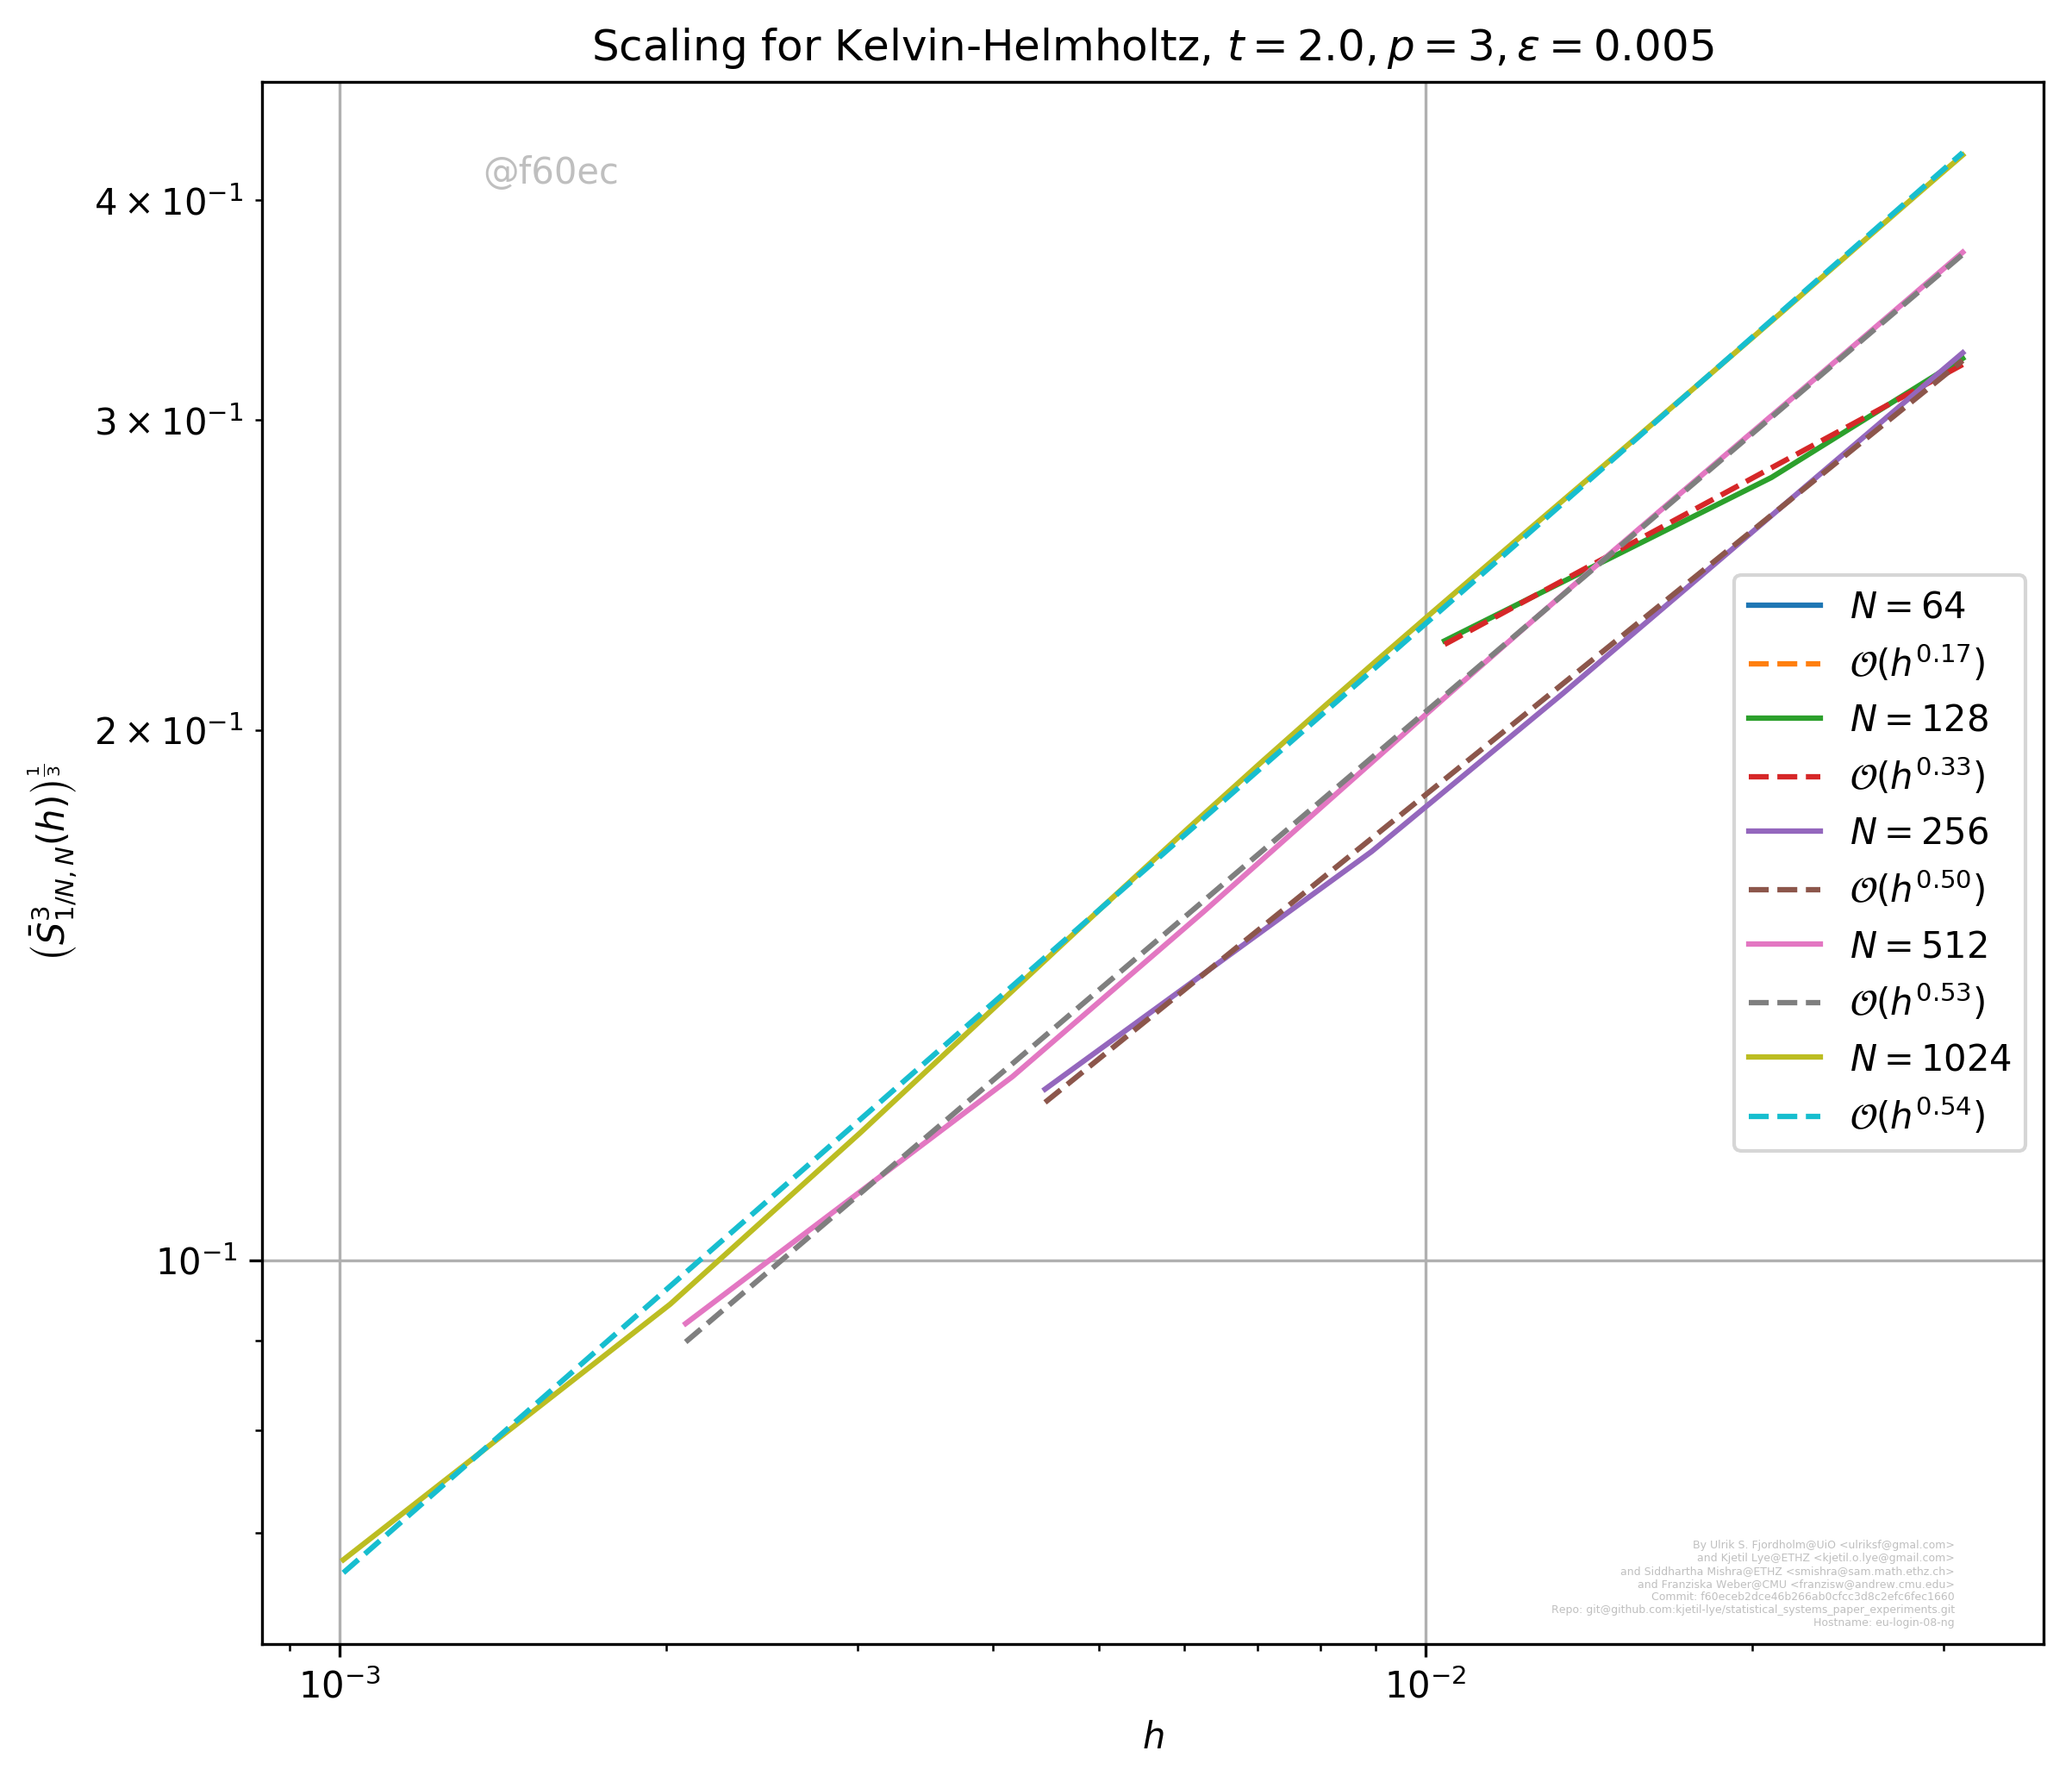 Scaling for Kelvin-Helmholtz, t = 2.0, p = 3, ε = 0.005
@f60ec
4 × 10⁻¹
3 × 10⁻¹
2 × 10⁻¹
10⁻¹
(S̄³_{1/N, N}(h))^{1/3}
N = 64
𝒪(h^{0.17})
N = 128
𝒪(h^{0.33})
N = 256
𝒪(h^{0.50})
N = 512
𝒪(h^{0.53})
N = 1024
𝒪(h^{0.54})
By Ulrik S. Fjordholm@UiO <ulriksf@gmal.com>
and Kjetil Lye@ETHZ <kjetil.o.lye@gmail.com>
and Siddhartha Mishra@ETHZ <smishra@sam.math.ethz.ch>
and Franziska Weber@CMU <franzisw@andrew.cmu.edu>
Commit: f60eceb2dce46b266ab0cfcc3d8c2efc6fec1660
Repo: git@github.com:kjetil-lye/statistical_systems_paper_experiments.git
Hostname: eu-login-08-ng
10⁻³
10⁻²
h